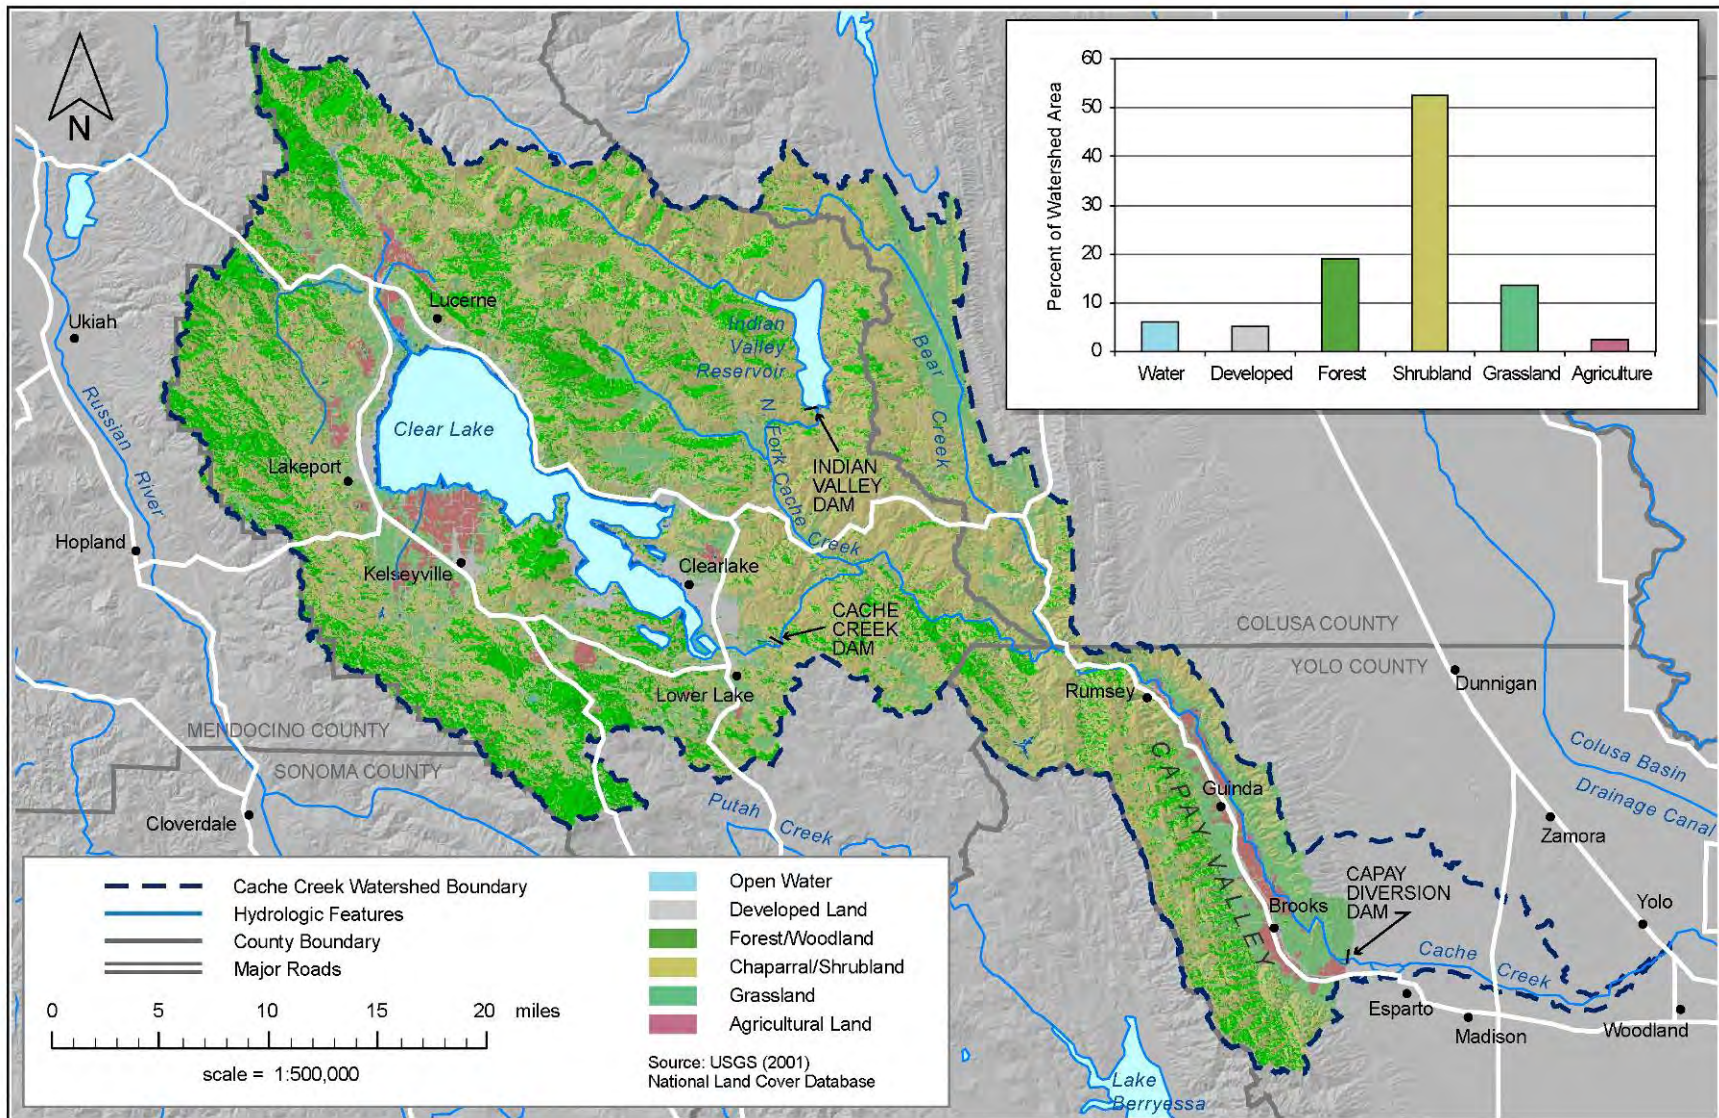 N
60
50
40
30
20
10
0
Percent of Watershed Area
Water
Developed
Forest
Shrubland
Grassland
Agriculture
Ukiah
Lucerne
Indian
Valley
Reservoir
Bear
Creek
Russian
River
Clear Lake
N Fork Cache
Creek
INDIAN
VALLEY
DAM
Lakeport
Hopland
Kelseyville
Clearlake
CACHE
CREEK
DAM
COLUSA COUNTY
YOLO COUNTY
Lower Lake
Rumsey
Dunnigan
MENDOCINO COUNTY
SONOMA COUNTY
CAPAY VALLEY
Colusa Basin
Drainage Canal
Guinda
Putah
Creek
Cloverdale
Zamora
CAPAY
DIVERSION
DAM
Brooks
Yolo
Cache
Creek
Esparto
Madison
Woodland
Lake
Berryessa
Cache Creek Watershed Boundary
Hydrologic Features
County Boundary
Major Roads
0 5 10 15 20 miles
scale = 1:500,000
Open Water
Developed Land
Forest/Woodland
Chaparral/Shrubland
Grassland
Agricultural Land
Source: USGS (2001)
National Land Cover Database